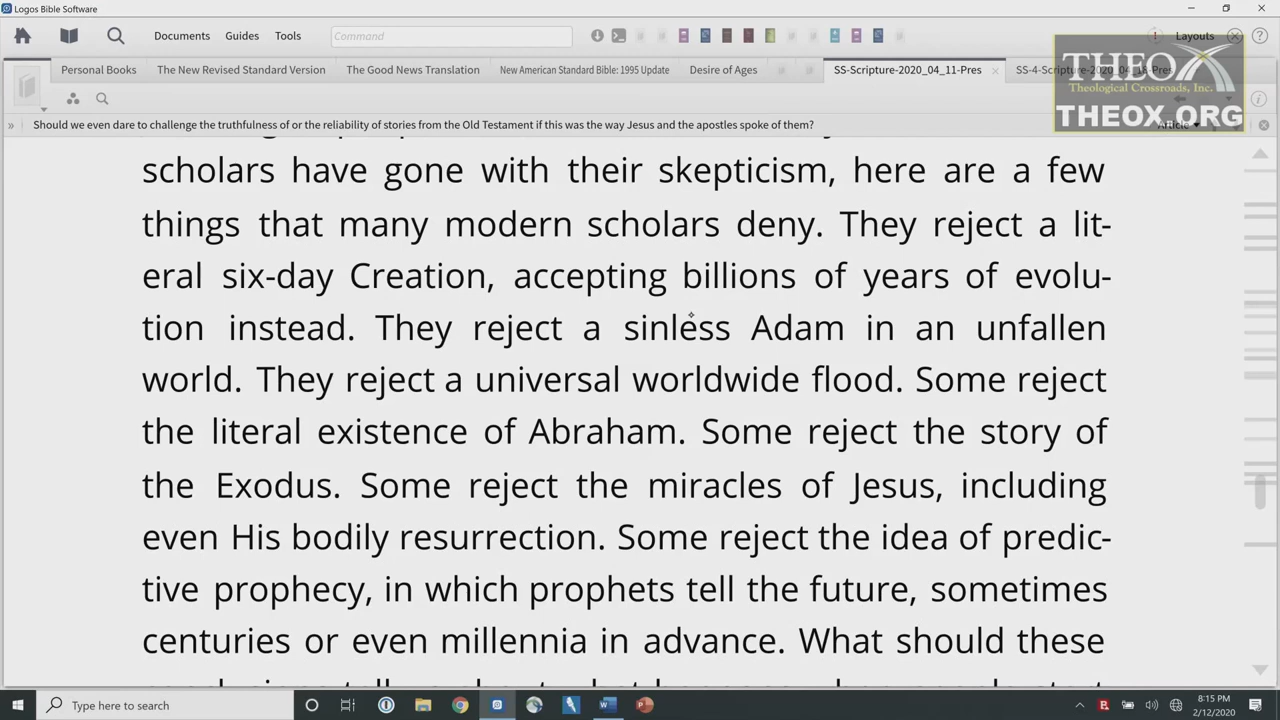 Logos Bible Software
Documents Guides Tools Command Layouts
Personal Books The New Revised Standard Version New American Standard Bible: 1995 Update Desire of Ages SS-Scripture-2020_04_11-Pres SS-4-Scripture-2020_04_18-Pres
THEOX
Theological Crossroads, Inc.
THEOX.ORG
» Should we even dare to challenge the truthfulness of or the reliability of stories from the Old Testament if this was the way Jesus and the apostles spoke of them? Article
scholars have gone with their skepticism, here are a few
things that many modern scholars deny. They reject a lit-
eral six-day Creation, accepting billions of years of evolu-
tion instead. They reject a sinless Adam in an unfallen
world. They reject a universal worldwide flood. Some reject
the literal existence of Abraham. Some reject the story of
the Exodus. Some reject the miracles of Jesus, including
even His bodily resurrection. Some reject the idea of predic-
tive prophecy, in which prophets tell the future, sometimes
centuries or even millennia in advance. What should these
Type here to search
8:15 PM
2/12/2020